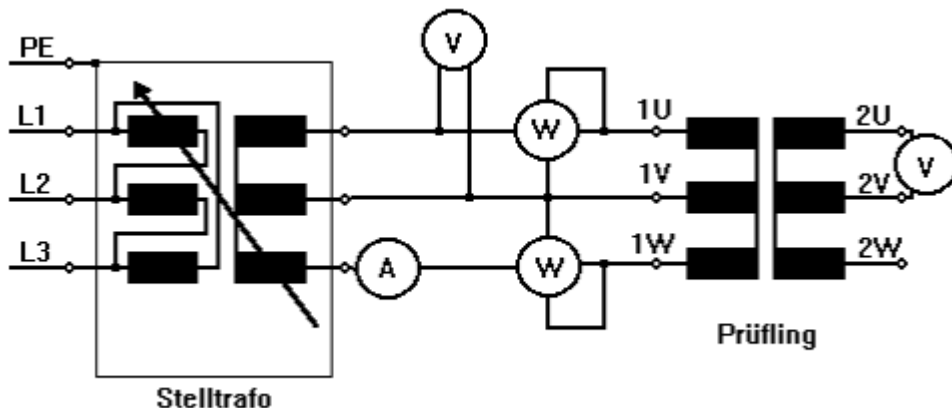 PE
V
L1
W
1U
2U
L2
1V
2V
V
L3
A
W
1W
2W
Prüfling
Stelltrafo